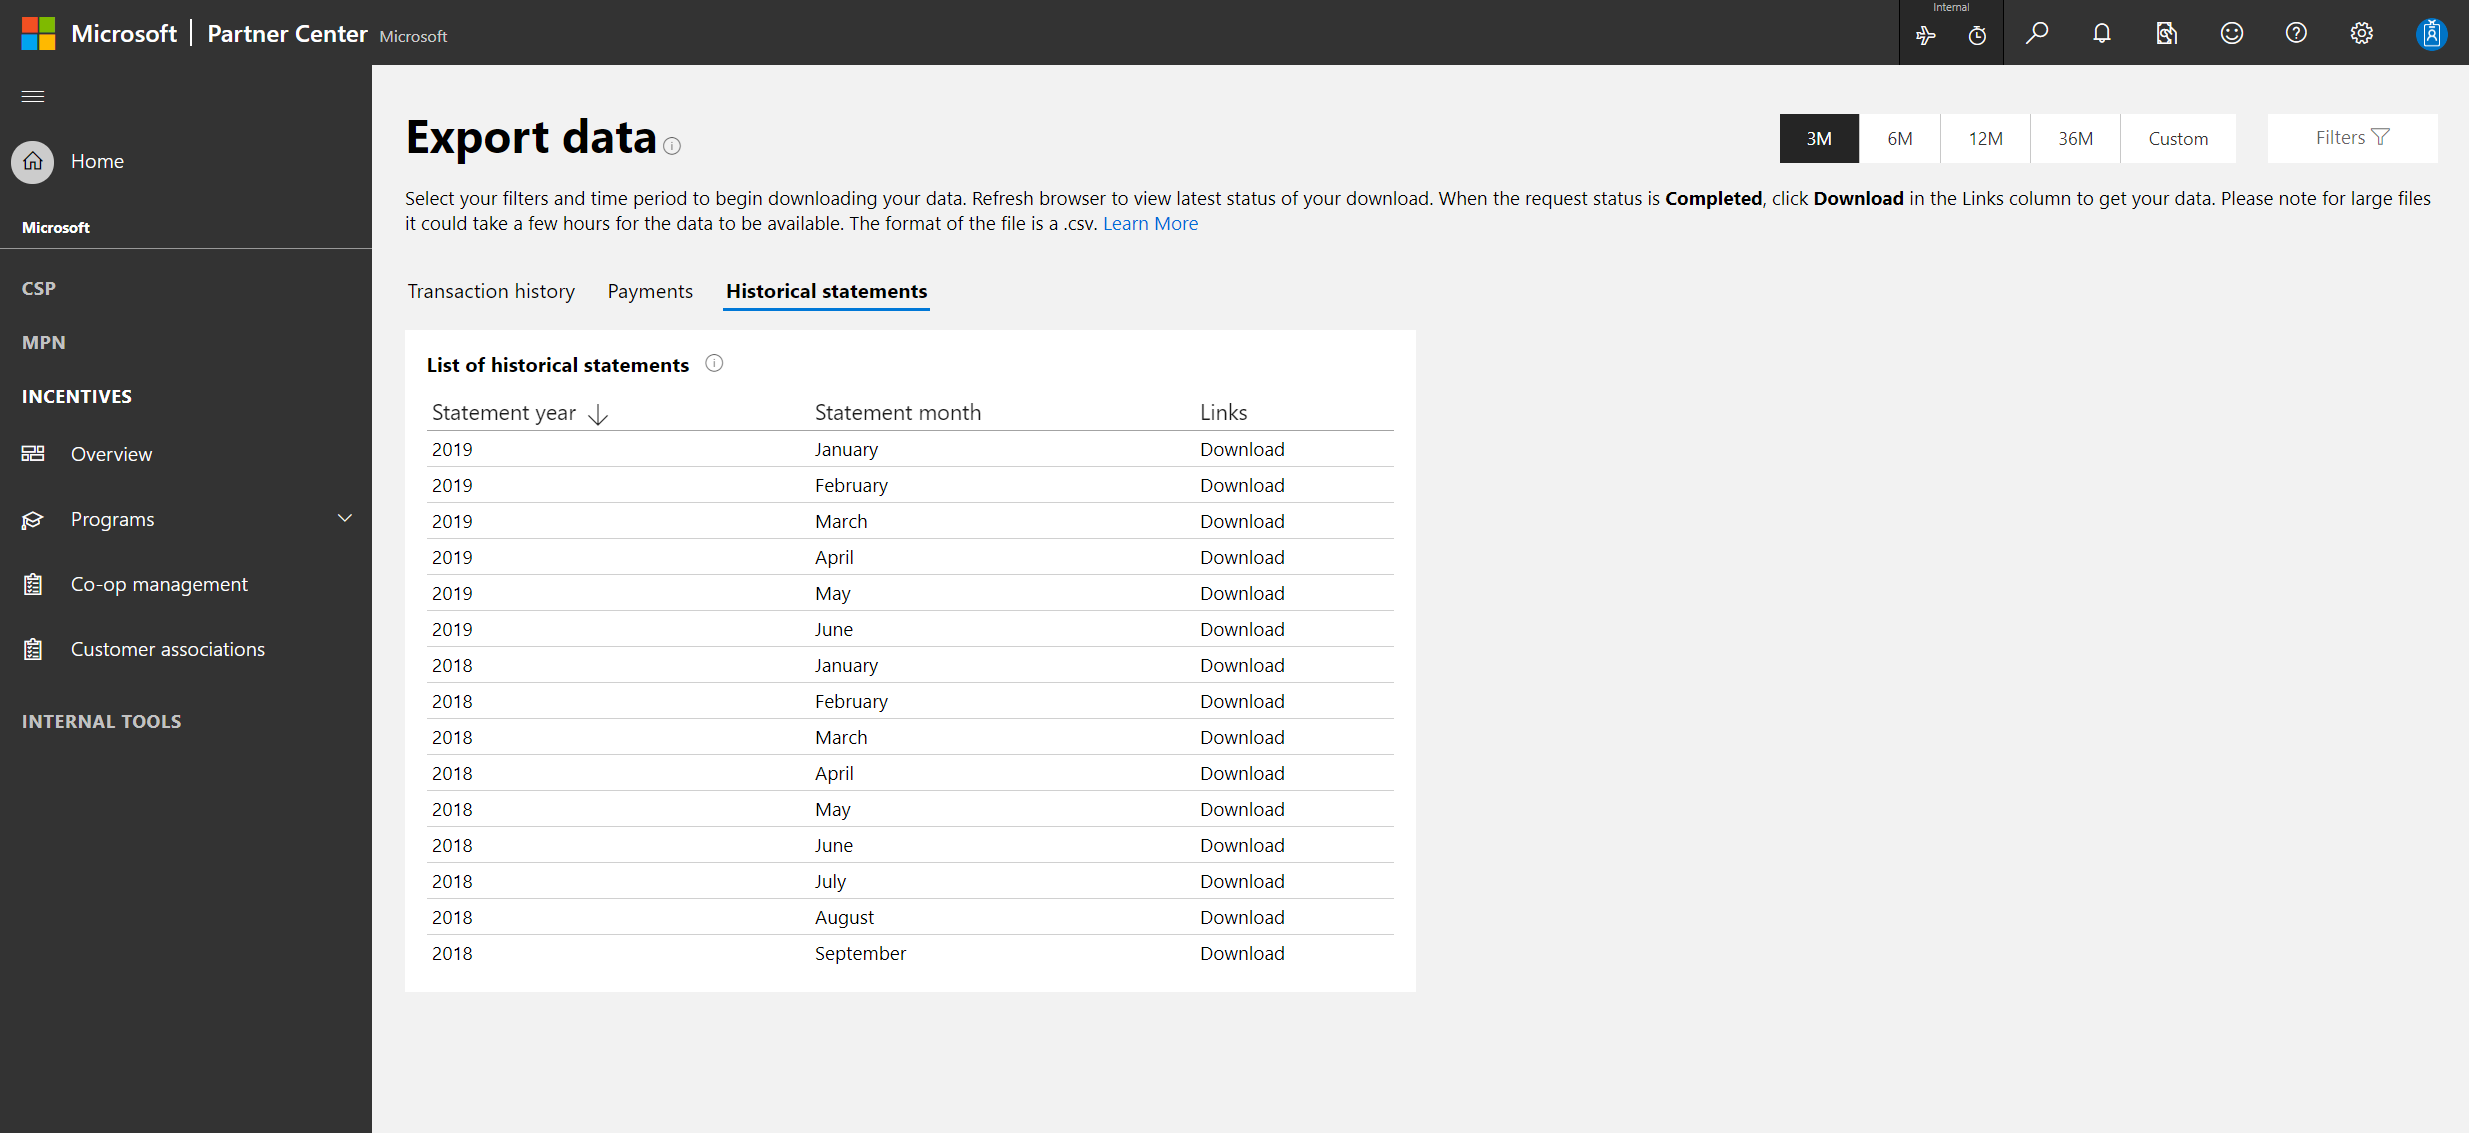 Microsoft | Partner Center Microsoft
Internal
Home
Microsoft
CSP
MPN
INCENTIVES
Overview
Programs
Co-op management
Customer associations
INTERNAL TOOLS
Export data
3M 6M 12M 36M Custom Filters
Select your filters and time period to begin downloading your data. Refresh browser to view latest status of your download. When the request status is Completed, click Download in the Links column to get your data. Please note for large files
it could take a few hours for the data to be available. The format of the file is a .csv. Learn More
Transaction history Payments Historical statements
List of historical statements
Statement year Statement month Links
2019 January Download
2019 February Download
2019 March Download
2019 April Download
2019 May Download
2019 June Download
2018 January Download
2018 February Download
2018 March Download
2018 April Download
2018 May Download
2018 June Download
2018 July Download
2018 August Download
2018 September Download